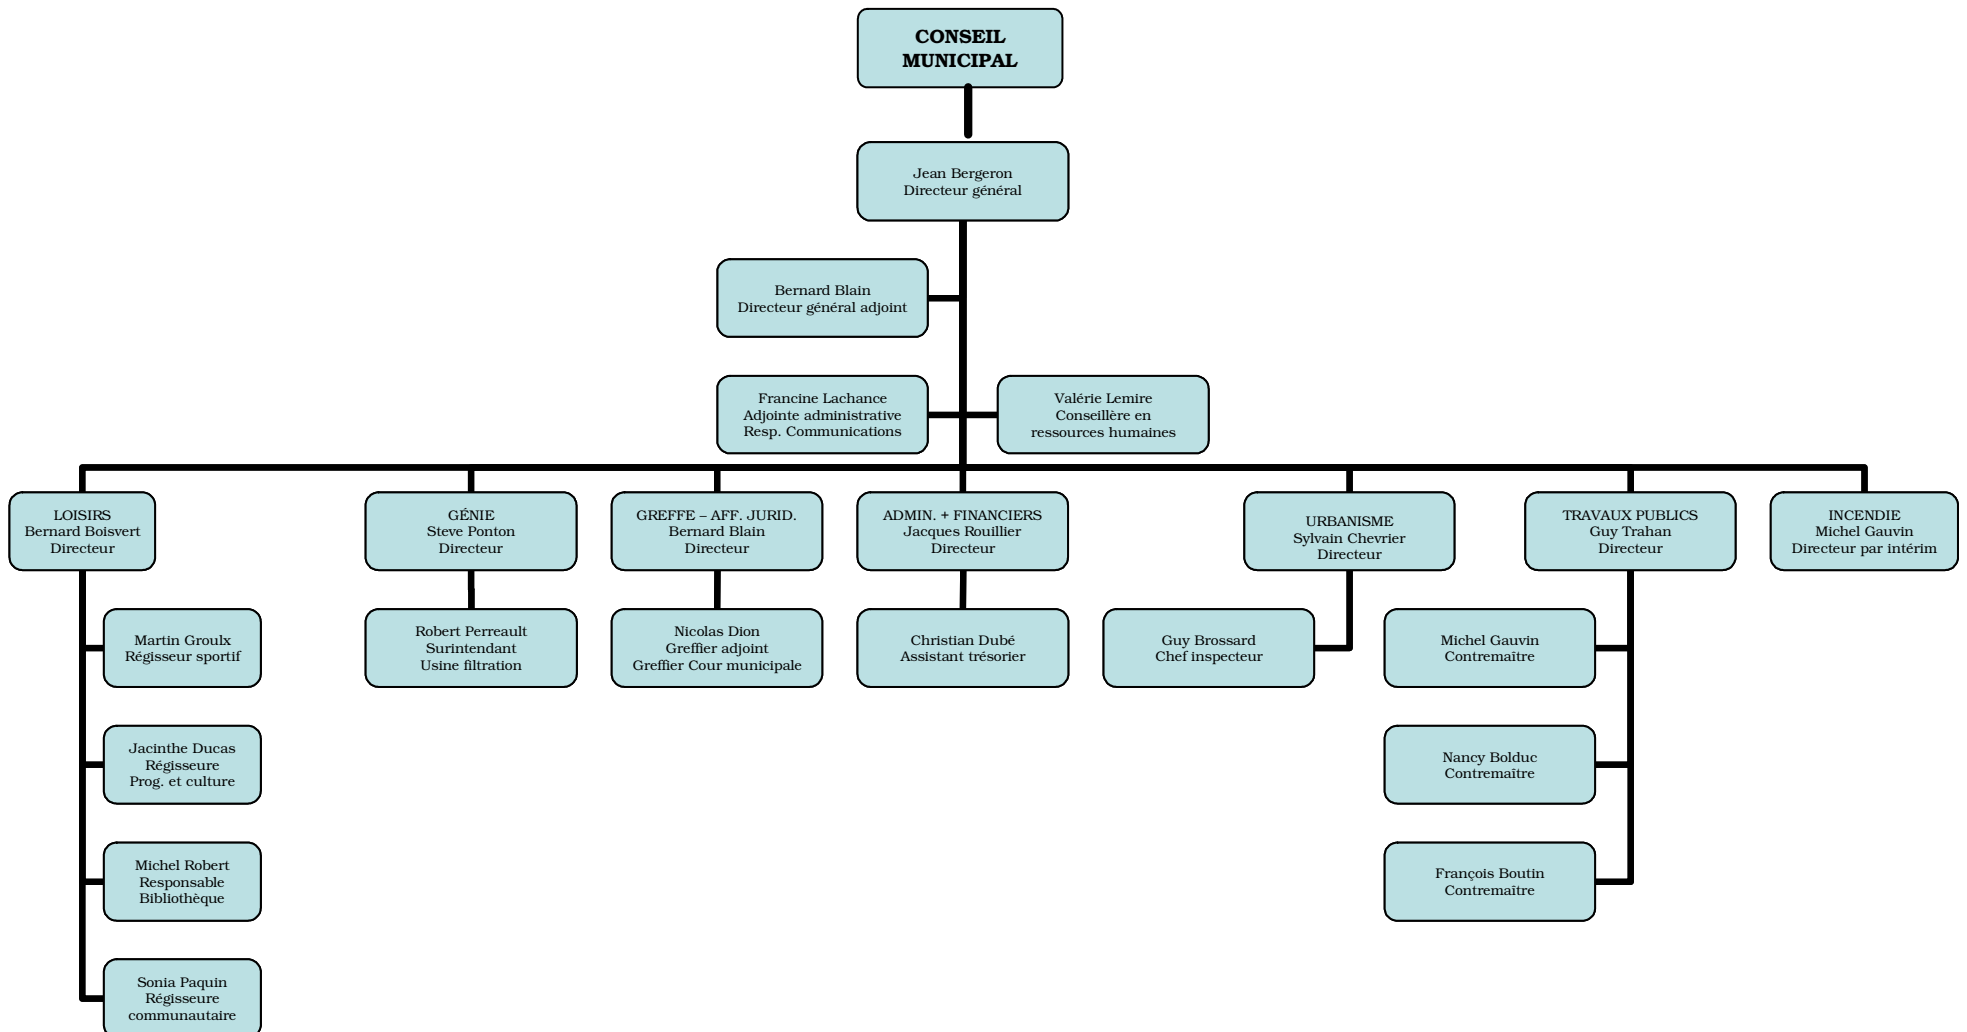 CONSEIL
MUNICIPAL
Jean Bergeron
Directeur général
Bernard Blain
Directeur général adjoint
Francine Lachance
Adjointe administrative
Resp. Communications
Valérie Lemire
Conseillère en
ressources humaines
LOISIRS
Bernard Boisvert
Directeur
GÉNIE
Steve Ponton
Directeur
GREFFE – AFF. JURID.
Bernard Blain
Directeur
ADMIN. + FINANCIERS
Jacques Rouillier
Directeur
URBANISME
Sylvain Chevrier
Directeur
TRAVAUX PUBLICS
Guy Trahan
Directeur
INCENDIE
Michel Gauvin
Directeur par intérim
Martin Groulx
Régisseur sportif
Robert Perreault
Surintendant
Usine filtration
Nicolas Dion
Greffier adjoint
Greffier Cour municipale
Christian Dubé
Assistant trésorier
Guy Brossard
Chef inspecteur
Michel Gauvin
Contremaître
Jacinthe Ducas
Régisseure
Prog. et culture
Nancy Bolduc
Contremaître
Michel Robert
Responsable
Bibliothèque
François Boutin
Contremaître
Sonia Paquin
Régisseure
communautaire